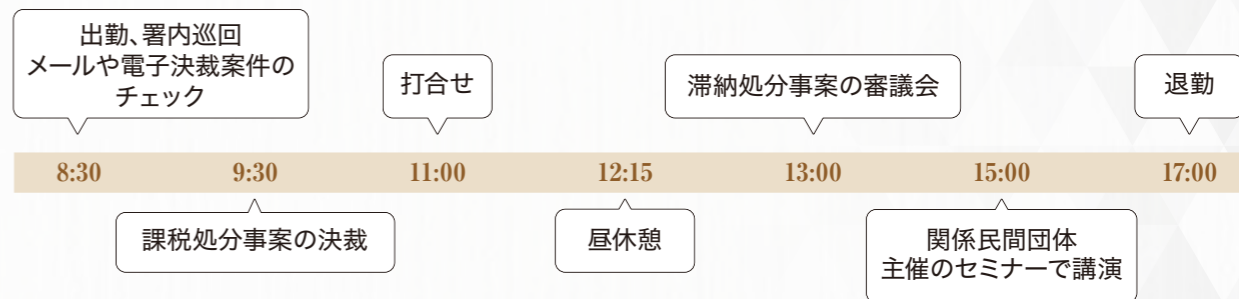 出勤、署内巡回
メールや電子決裁案件の
チェック
打合せ
滞納処分事案の審議会
退勤
8:30
9:30
11:00
12:15
13:00
15:00
17:00
課税処分事案の決裁
昼休憩
関係民間団体
主催のセミナーで講演